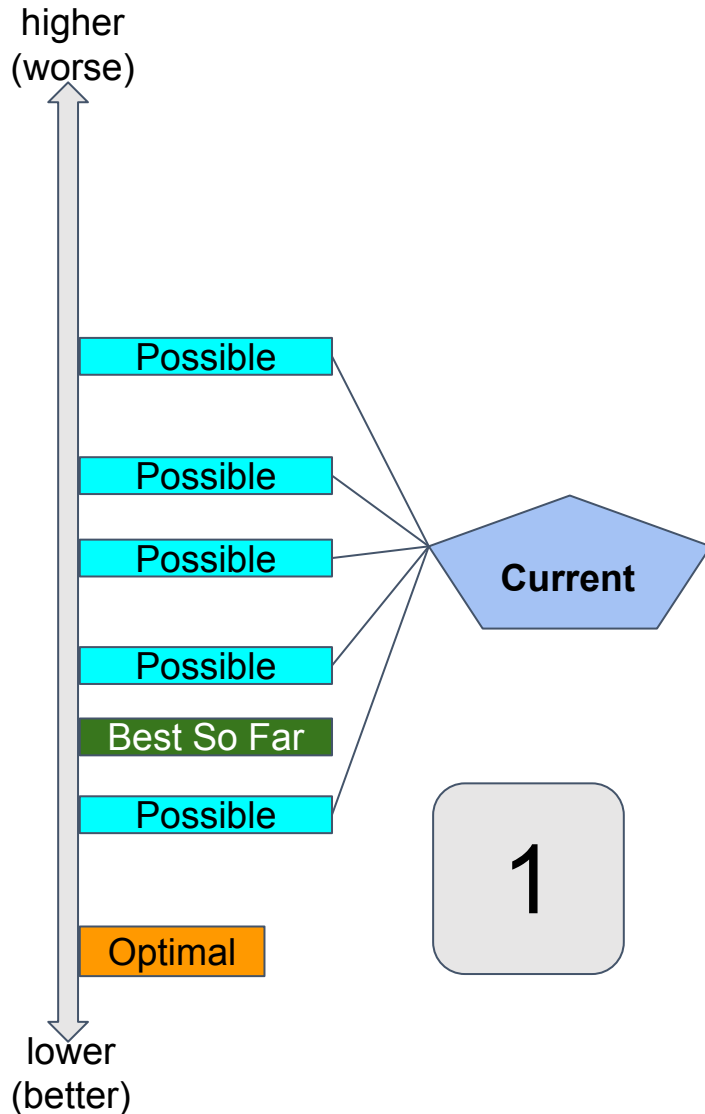 higher
(worse)
Possible
Possible
Possible
Current
Possible
Best So Far
Possible
1
Optimal
lower
(better)